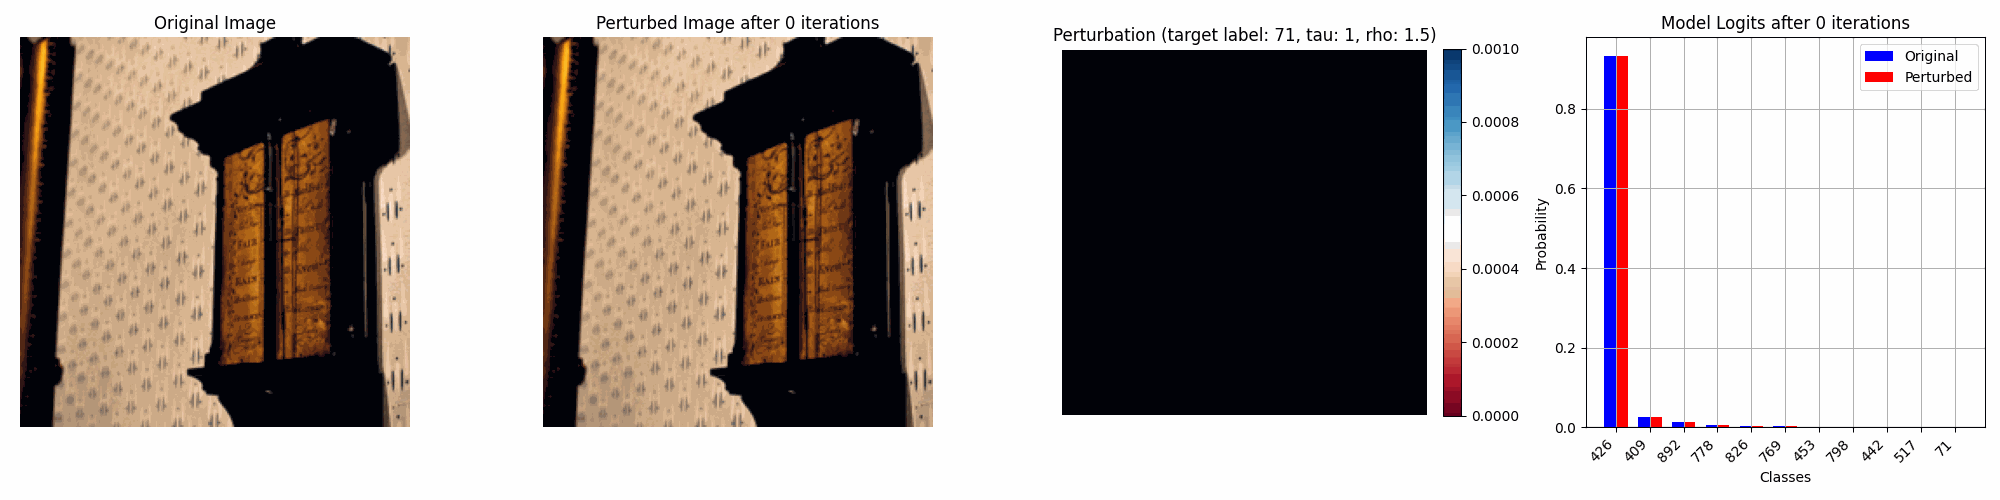 Original Image
Perturbed Image after 0 iterations
Perturbation (target label: 71, tau: 1, rho: 1.5)
0.0010
0.0008
0.0006
0.0004
0.0002
0.0000
Model Logits after 0 iterations
Original
Perturbed
Probability
0.8
0.6
0.4
0.2
0.0
426
409
892
778
826
769
453
798
442
517
71
Classes
FAIR
RAIN